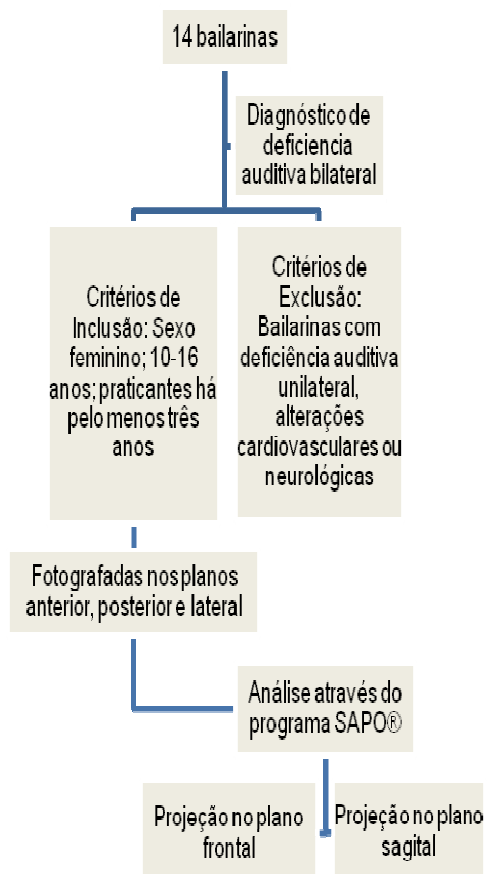 14 bailarinas
Diagnóstico de
deficiencia
auditiva bilateral
Critérios de
Inclusão: Sexo
feminino; 10-16
anos; praticantes há
pelo menos três
anos
Critérios de
Exclusão:
Bailarinas com
deficiência auditiva
unilateral,
alterações
cardiovasculares ou
neurológicas
Fotografadas nos planos
anterior, posterior e lateral
Análise através do
programa SAPO®
Projeção no plano
frontal
Projeção no plano
sagital